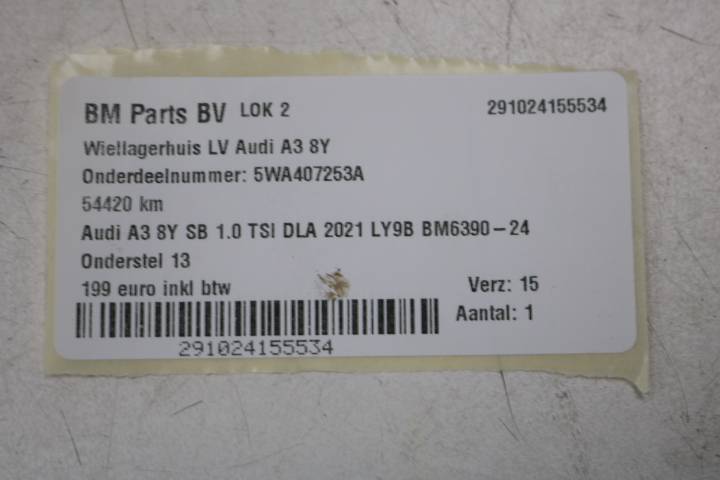 BM Parts BV LOK 2 291024155534
Wiellagerhuis LV Audi A3 8Y
Onderdeelnummer: 5WA407253A
54420 km
Audi A3 8Y SB 1.0 TSI DLA 2021 LY9B BM6390-24
Onderstel 13
199 euro inkl btw Verz: 15
Aantal: 1
291024155534